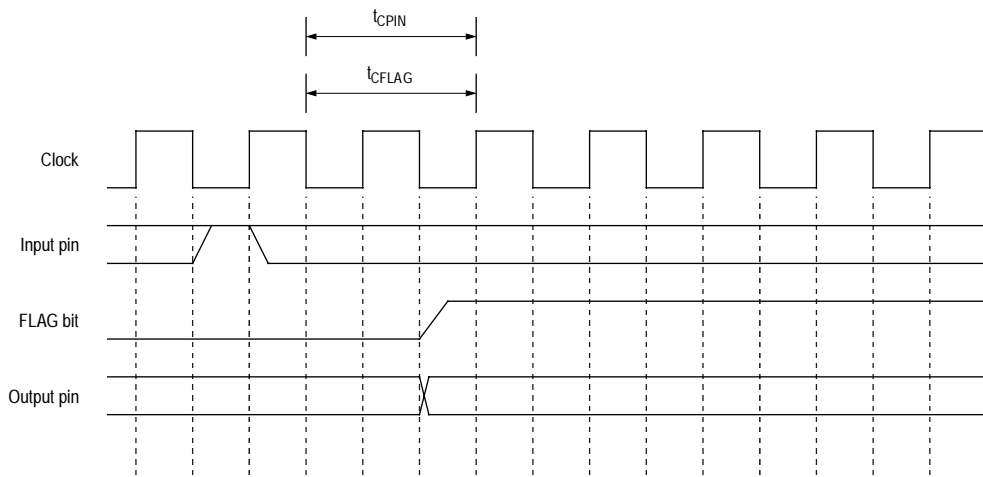 tCPIN
tCFLAG
Clock
Input pin
FLAG bit
Output pin